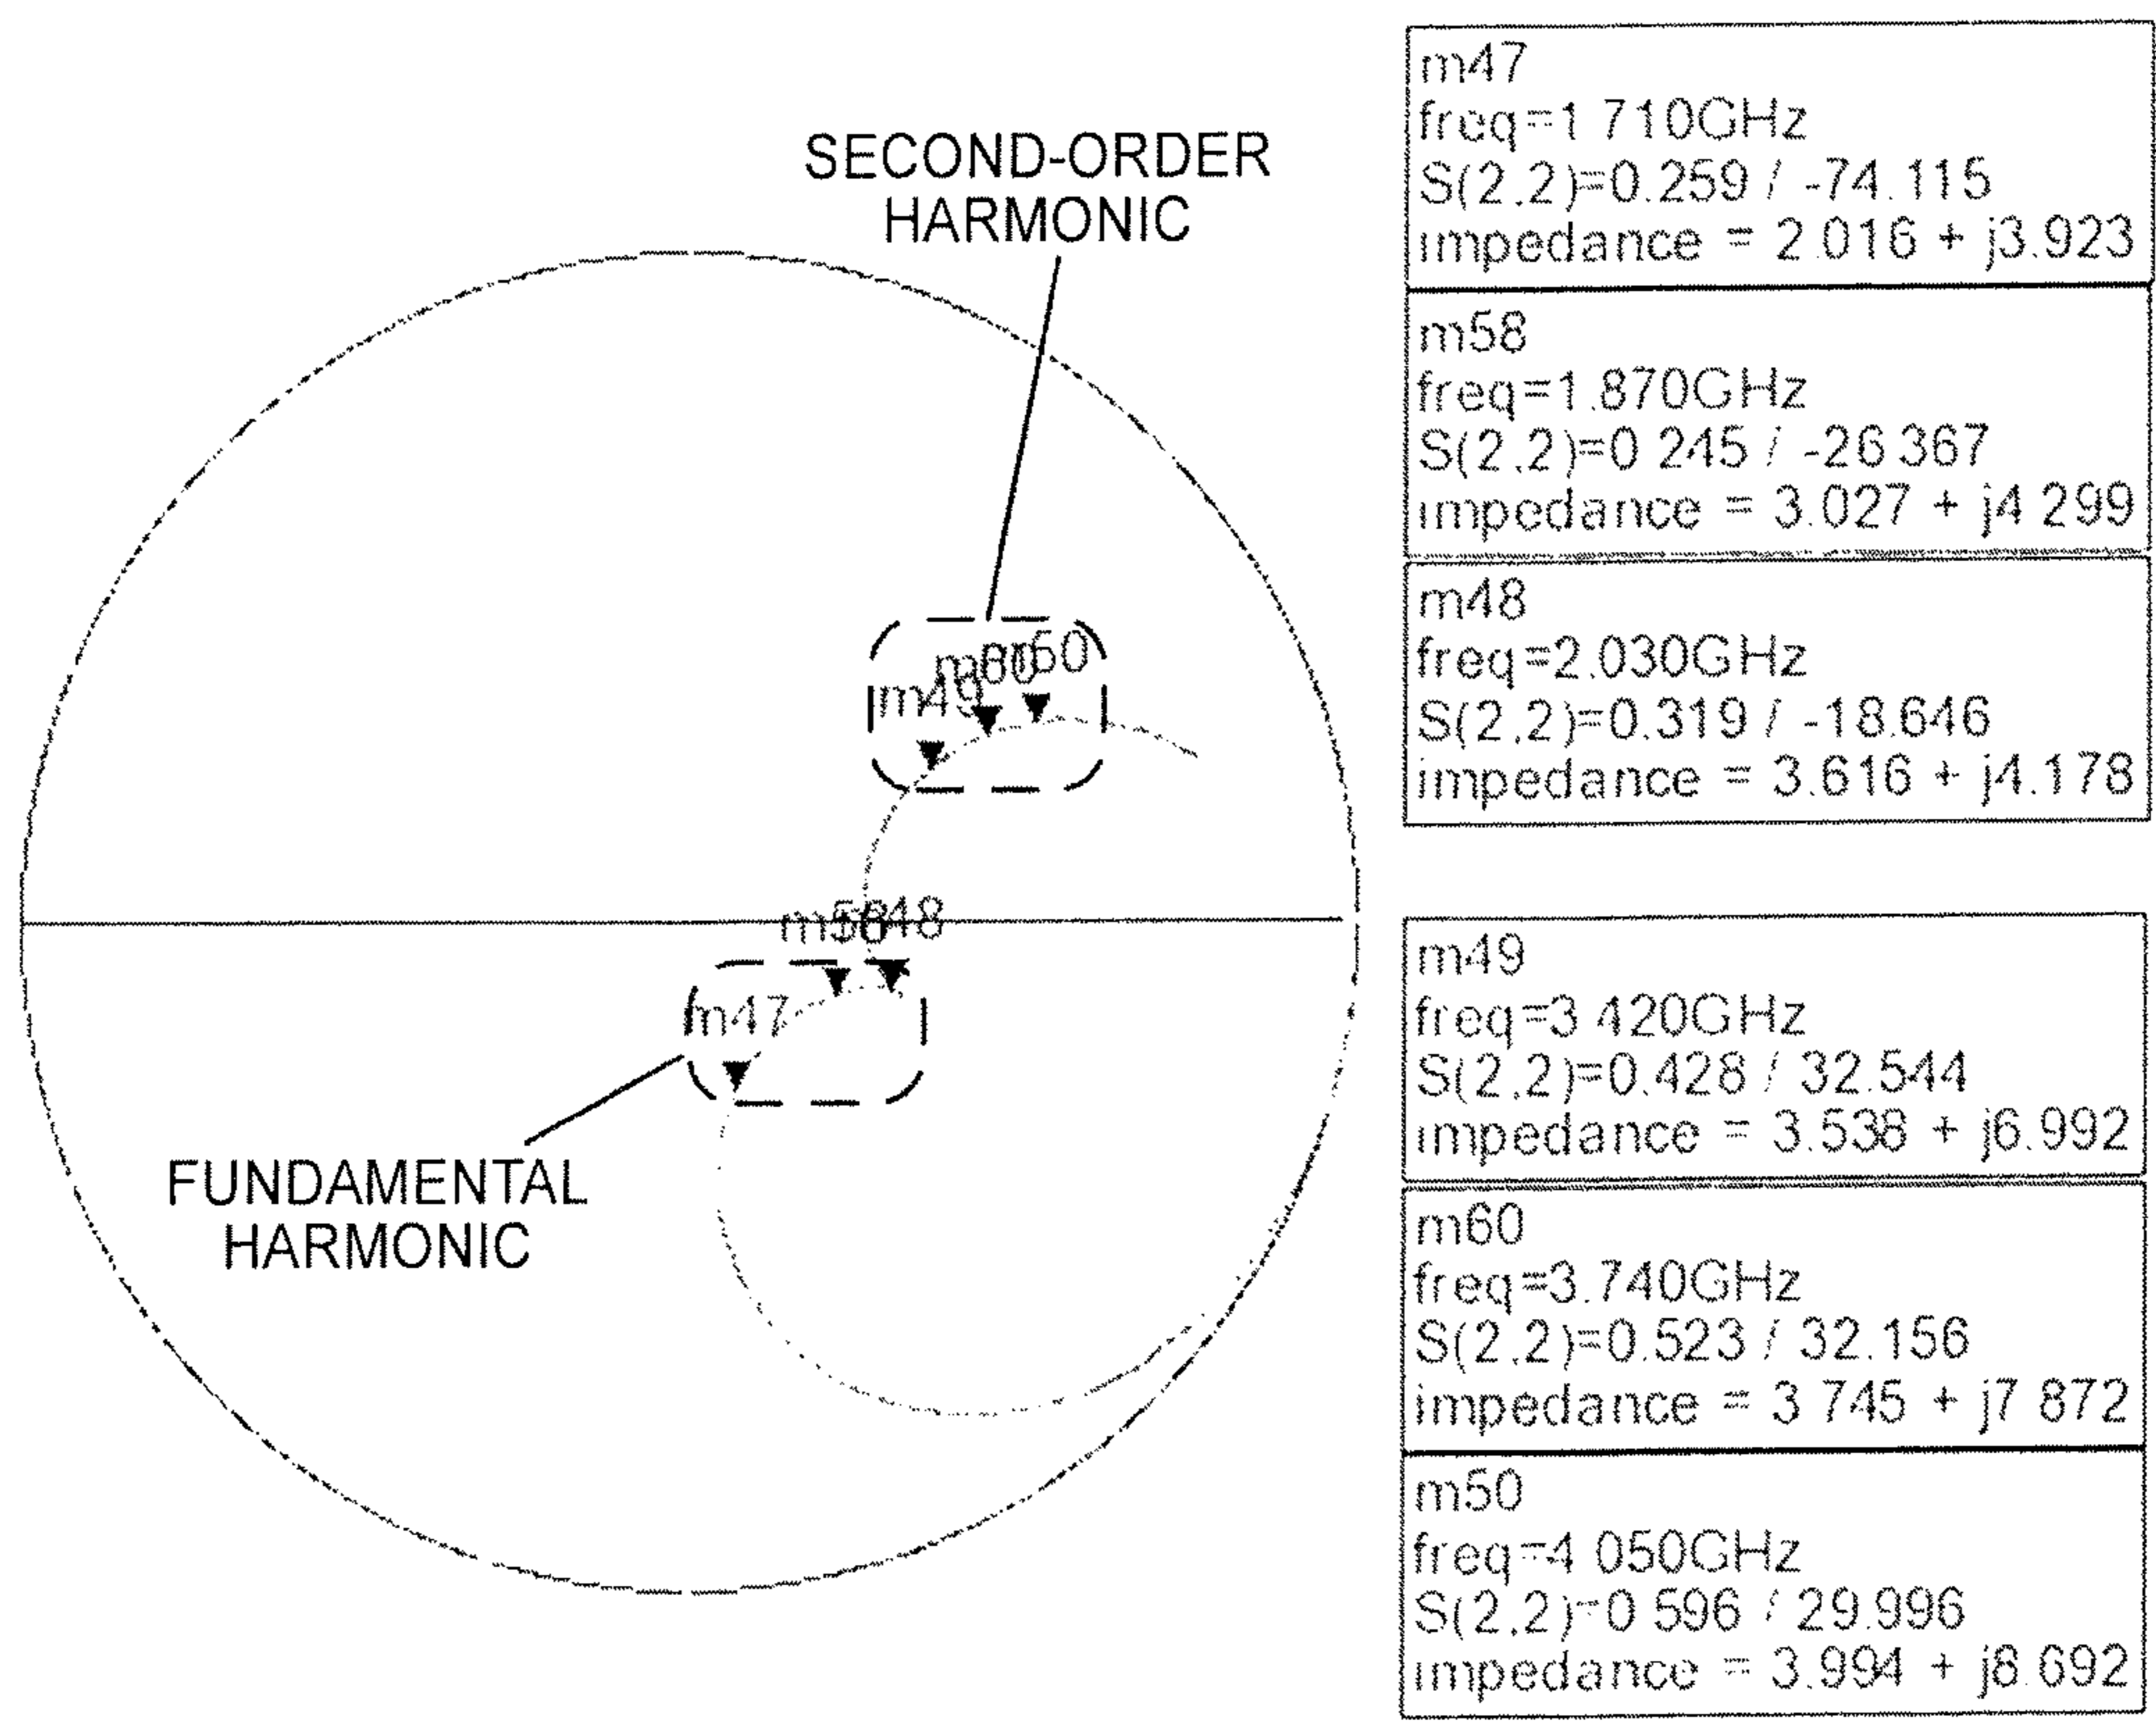 SECOND-ORDER
HARMONIC
m49
m60
m50
m58
m48
m47
FUNDAMENTAL
HARMONIC
m47
freq=1 710GHz
S(2,2)=0.259 / -74.115
impedance = 2.016 + j3.923
m58
freq=1.870GHz
S(2,2)=0 245 / -26 367
impedance = 3.027 + j4 299
m48
freq=2.030GHz
S(2,2)=0.319 / -18.646
impedance = 3.616 + j4.178
m49
freq=3 420GHz
S(2,2)=0.428 / 32.544
impedance = 3.538 + j6.992
m60
freq=3.740GHz
S(2,2)=0.523 / 32.156
impedance = 3 745 + j7 872
m50
freq=4 050GHz
S(2,2)=0 596 / 29.996
impedance = 3.994 + j8.692